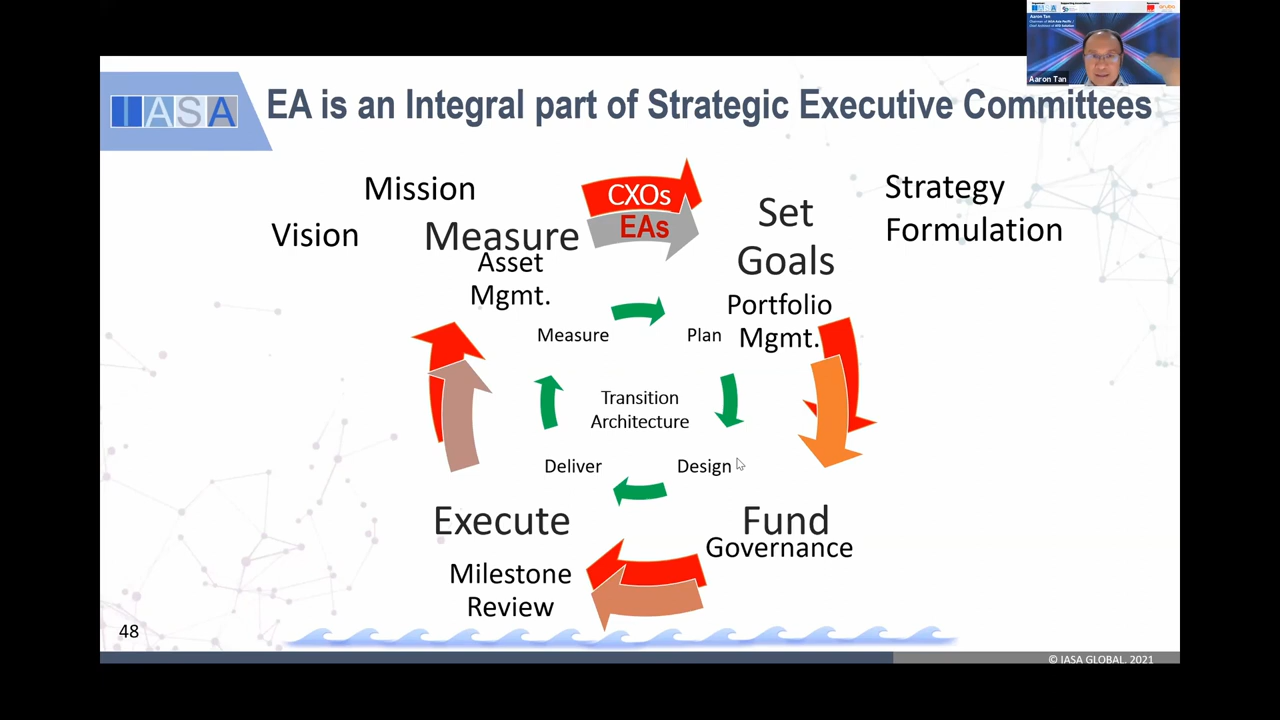 Aaron Tan
Aaron Tan
IASA
EA is an Integral part of Strategic Executive Committees
Mission
Vision
Measure
Asset
Mgmt.
CXOs
EAs
Set
Goals
Portfolio
Mgmt.
Strategy
Formulation
Measure
Plan
Transition
Architecture
Deliver
Design
Execute
Milestone
Review
Fund
Governance
48
© IASA GLOBAL. 2021